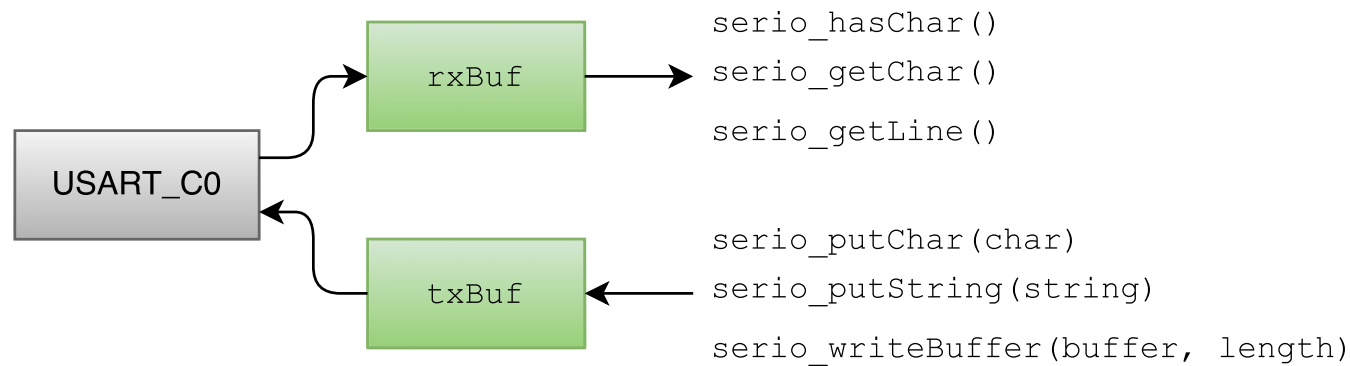 serio_hasChar()
rxBuf
serio_getChar()
serio_getLine()
USART_C0
serio_putChar(char)
txBuf
serio_putString(string)
serio_writeBuffer(buffer, length)